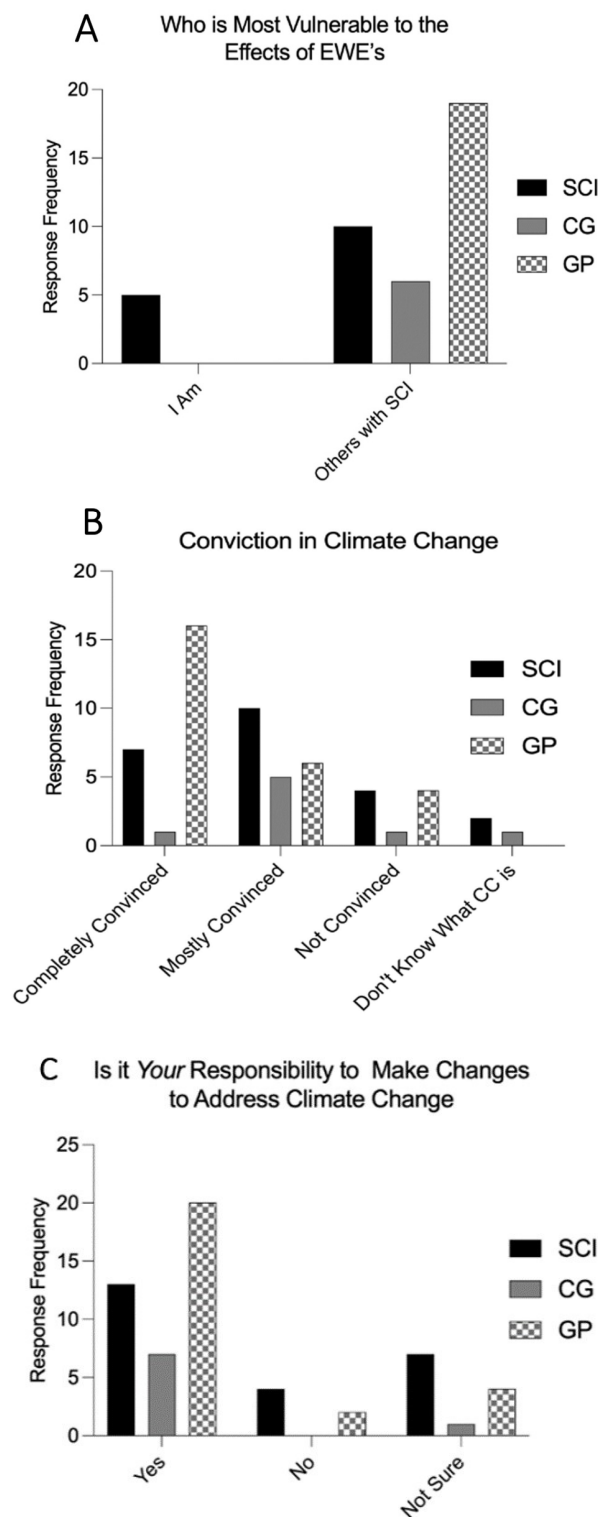 A
Who is Most Vulnerable to the
Effects of EWE's
Response Frequency
20
15
10
5
0
I Am
Others with SCI
SCI
CG
GP
B
Conviction in Climate Change
Response Frequency
20
15
10
5
0
Completely Convinced
Mostly Convinced
Not Convinced
Don't Know What CC is
SCI
CG
GP
C
Is it Your Responsibility to Make Changes
to Address Climate Change
Response Frequency
25
20
15
10
5
0
Yes
No
Not Sure
SCI
CG
GP